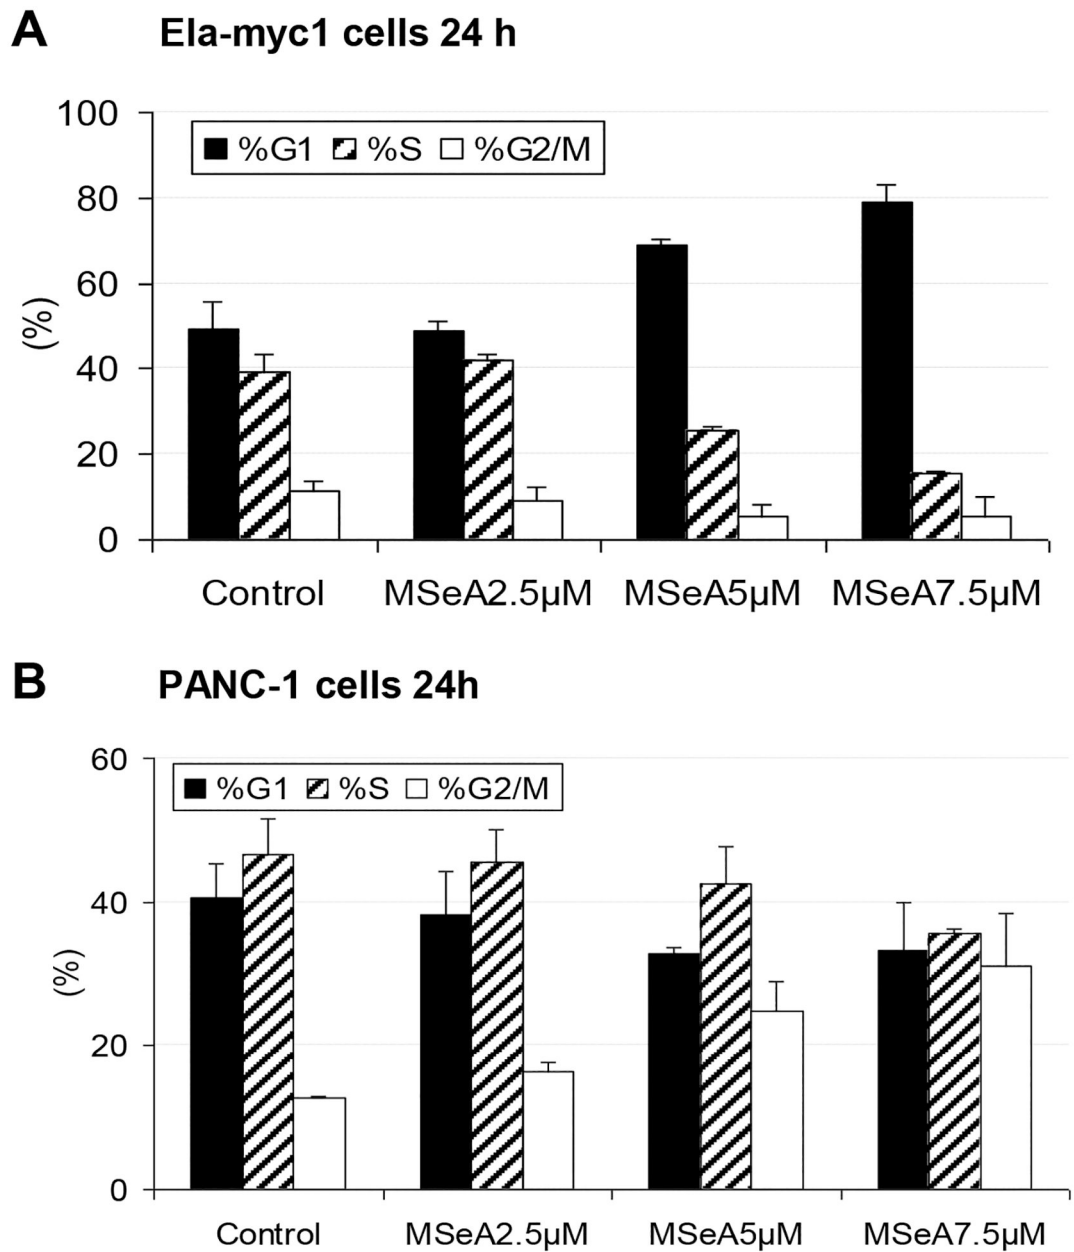 A Ela-myc1 cells 24 h
100
%G1 %S %G2/M
80
60
(%)
40
20
0
Control MSeA2.5µM MSeA5µM MSeA7.5µM
B PANC-1 cells 24h
60
%G1 %S %G2/M
40
(%)
20
0
Control MSeA2.5µM MSeA5µM MSeA7.5µM